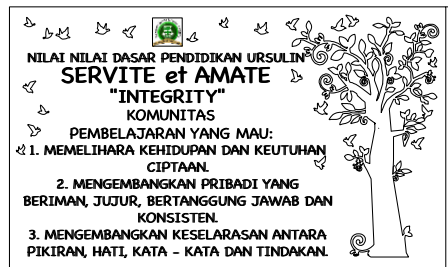 NILAI NILAI DASAR PENDIDIKAN URSULIN
SERVITE et AMATE
"INTEGRITY"
KOMUNITAS
PEMBELAJARAN YANG MAU:
1. MEMELIHARA KEHIDUPAN DAN KEUTUHAN
CIPTAAN.
2. MENGEMBANGKAN PRIBADI YANG
BERIMAN, JUJUR, BERTANGGUNG JAWAB DAN
KONSISTEN.
3. MENGEMBANGKAN KESELARASAN ANTARA
PIKIRAN, HATI, KATA - KATA DAN TINDAKAN.